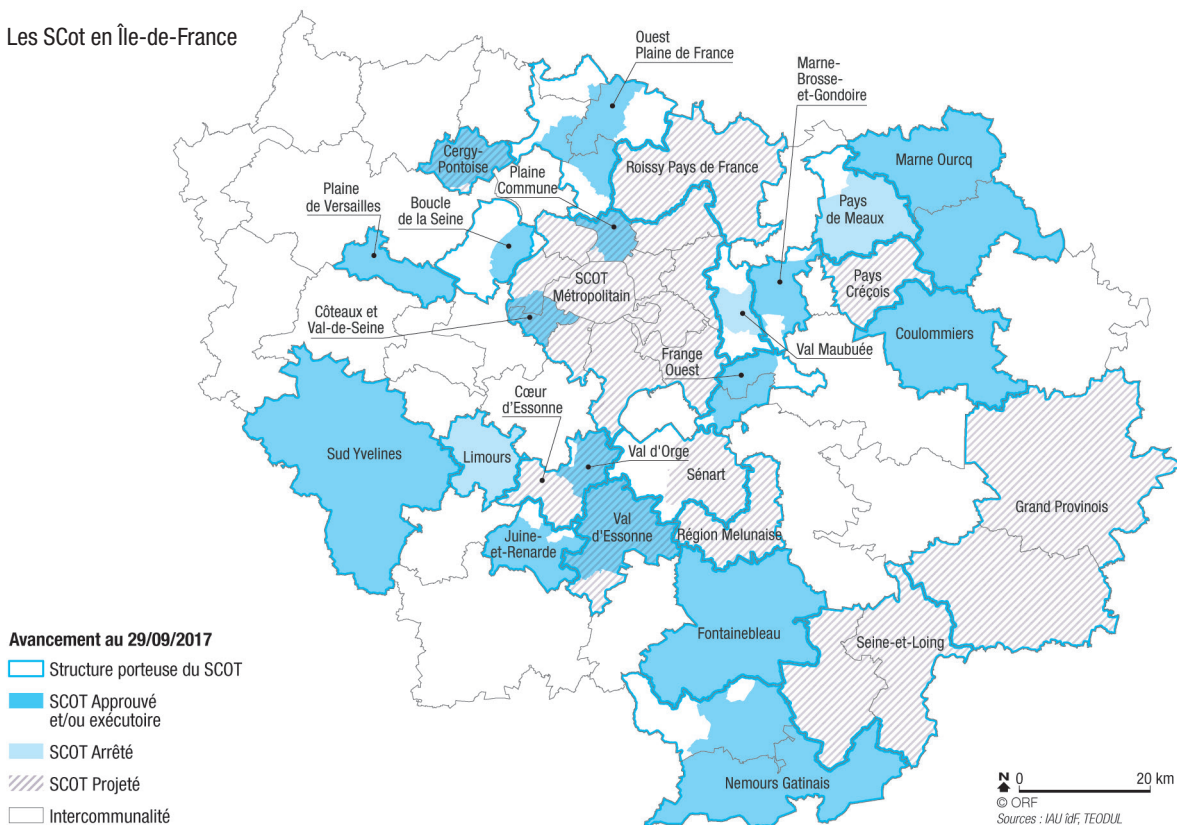 Les SCot en Île-de-France
Ouest
Plaine de France
Marne-
Brosse-
et-Gondoire
Cergy-
Pontoise
Plaine
Commune
Roissy Pays de France
Marne Ourcq
Plaine
de Versailles
Boucle
de la Seine
Pays
de Meaux
SCOT
Métropolitain
Pays
Créçois
Côteaux et
Val-de-Seine
Coulommiers
Val Maubuée
Frange
Ouest
Cœur
d'Essonne
Sud Yvelines
Limours
Val d'Orge
Sénart
Grand Provinois
Val
d'Essonne
Juine-
et-Renarde
Région Melunaise
Fontainebleau
Seine-et-Loing
Nemours Gatinais
Avancement au 29/09/2017
Structure porteuse du SCOT
SCOT Approuvé
et/ou exécutoire
SCOT Arrêté
SCOT Projeté
Intercommunalité
N 0 20 km
© ORF
Sources : IAU îdF, TEODUL